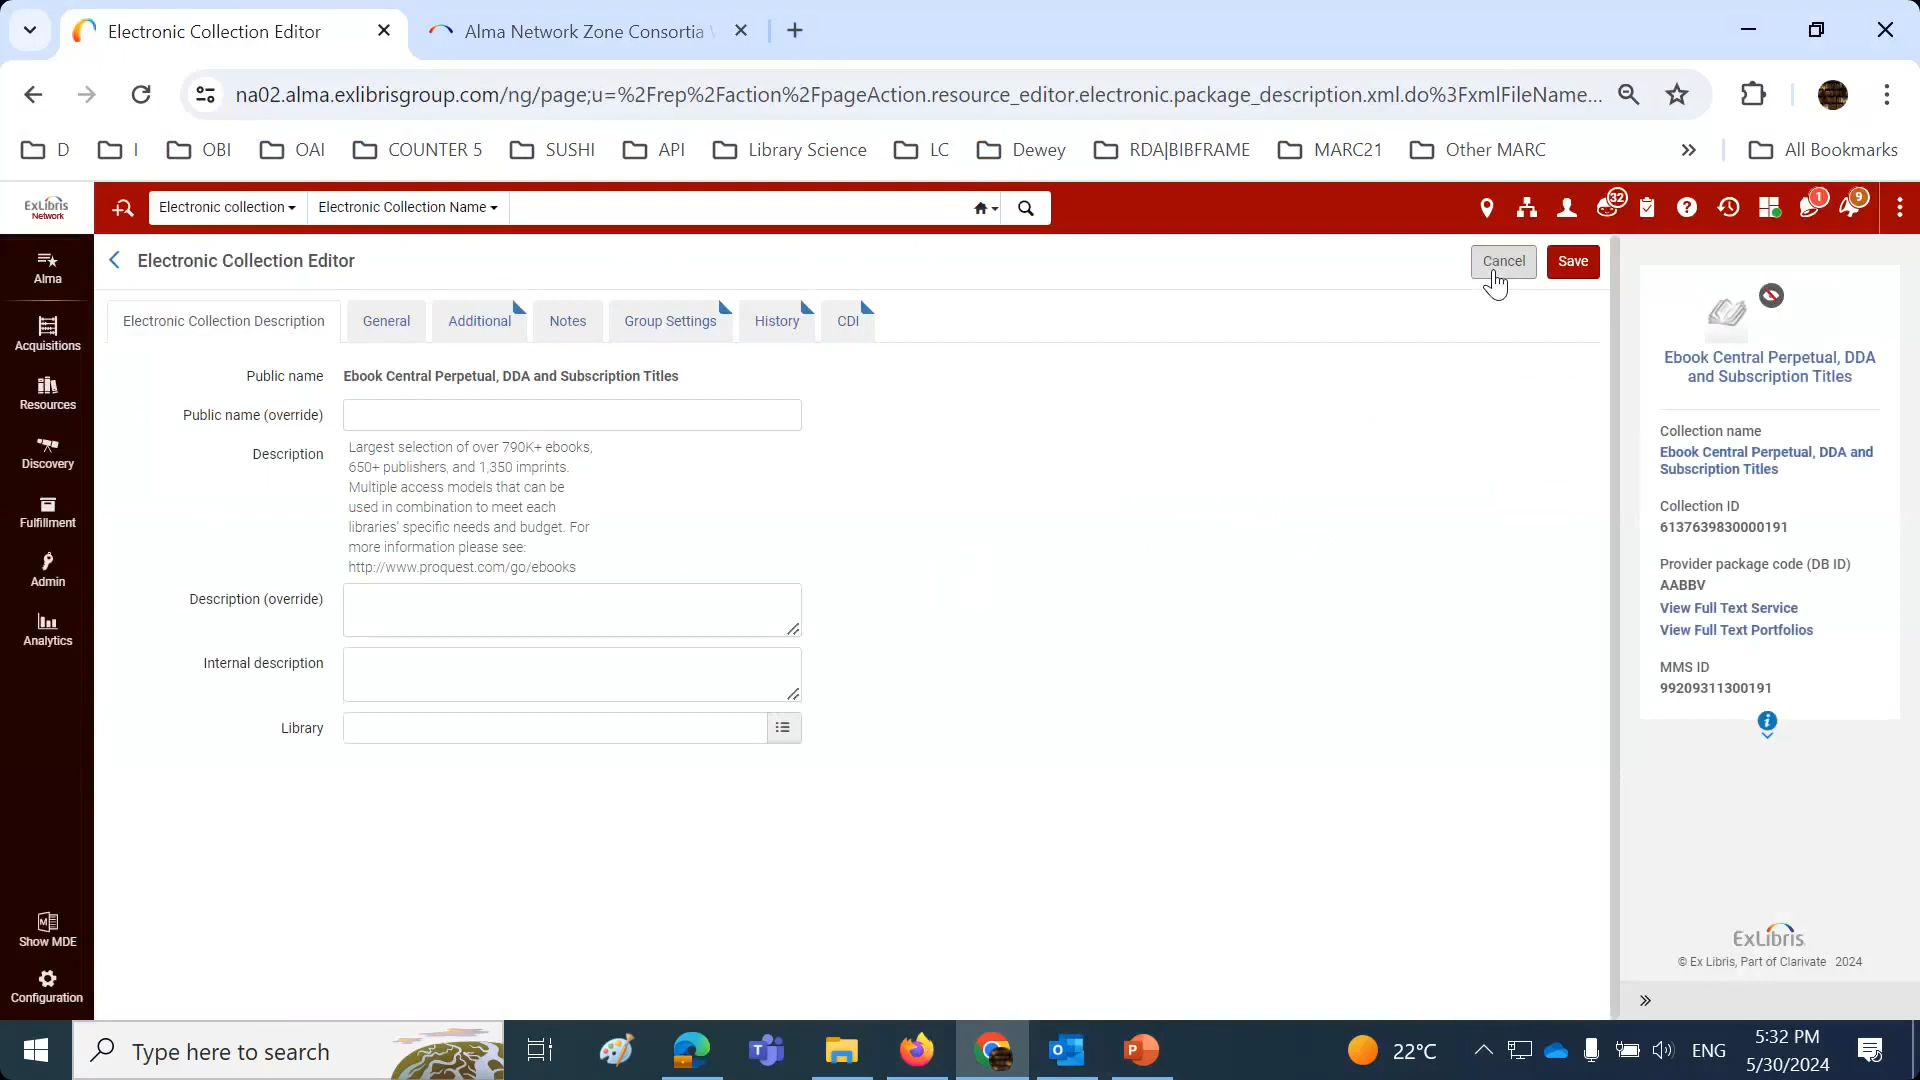 Electronic Collection Editor
Alma Network Zone Consortia
na02.alma.exlibrisgroup.com/ng/page;u=%2Frep%2Faction%2FpageAction.resource_editor.electronic.package_description.xml.do%3FxmlFileName...
D
I
OBI
OAI
COUNTER 5
SUSHI
API
Library Science
LC
Dewey
RDA|BIBFRAME
MARC21
Other MARC
All Bookmarks
ExLibris
Network
Electronic collection
Electronic Collection Name
32
1
9
Alma
Acquisitions
Resources
Discovery
Fulfillment
Admin
Analytics
Show MDE
Configuration
Electronic Collection Editor
Cancel
Save
Electronic Collection Description
General
Additional
Notes
Group Settings
History
CDI
Public name
Ebook Central Perpetual, DDA and Subscription Titles
Public name (override)
Description
Largest selection of over 790K+ ebooks,
650+ publishers, and 1,350 imprints.
Multiple access models that can be
used in combination to meet each
libraries' specific needs and budget. For
more information please see:
http://www.proquest.com/go/ebooks
Description (override)
Internal description
Library
Ebook Central Perpetual, DDA
and Subscription Titles
Collection name
Ebook Central Perpetual, DDA and
Subscription Titles
Collection ID
6137639830000191
Provider package code (DB ID)
AABBV
View Full Text Service
View Full Text Portfolios
MMS ID
99209311300191
ExLibris
© Ex Libris, Part of Clarivate 2024
Type here to search
22°C
ENG
5:32 PM
5/30/2024